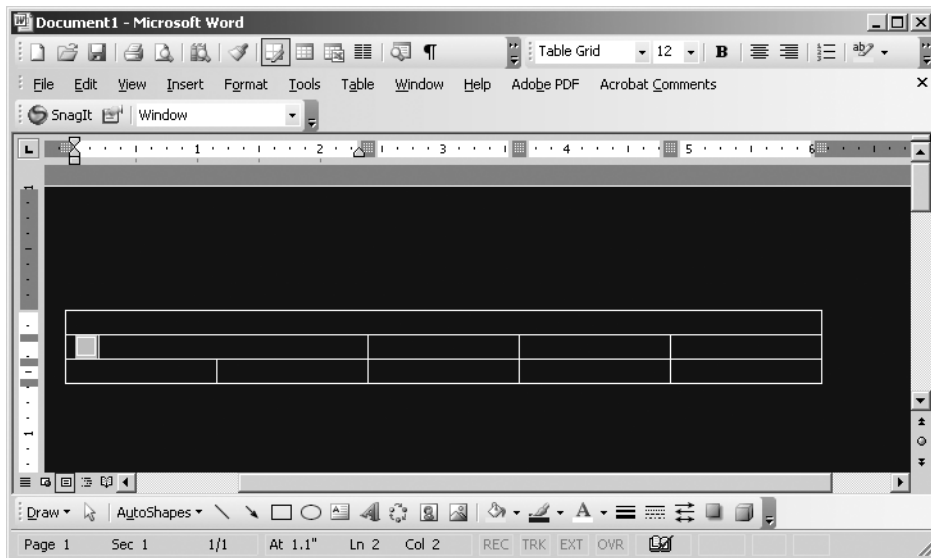 Document1 - Microsoft Word
Table Grid 12 B
File Edit View Insert Format Tools Table Window Help Adobe PDF Acrobat Comments
SnagIt Window
1 2 3 4 5 6
Draw AutoShapes
Page 1 Sec 1 1/1 At 1.1" Ln 2 Col 2 REC TRK EXT OVR